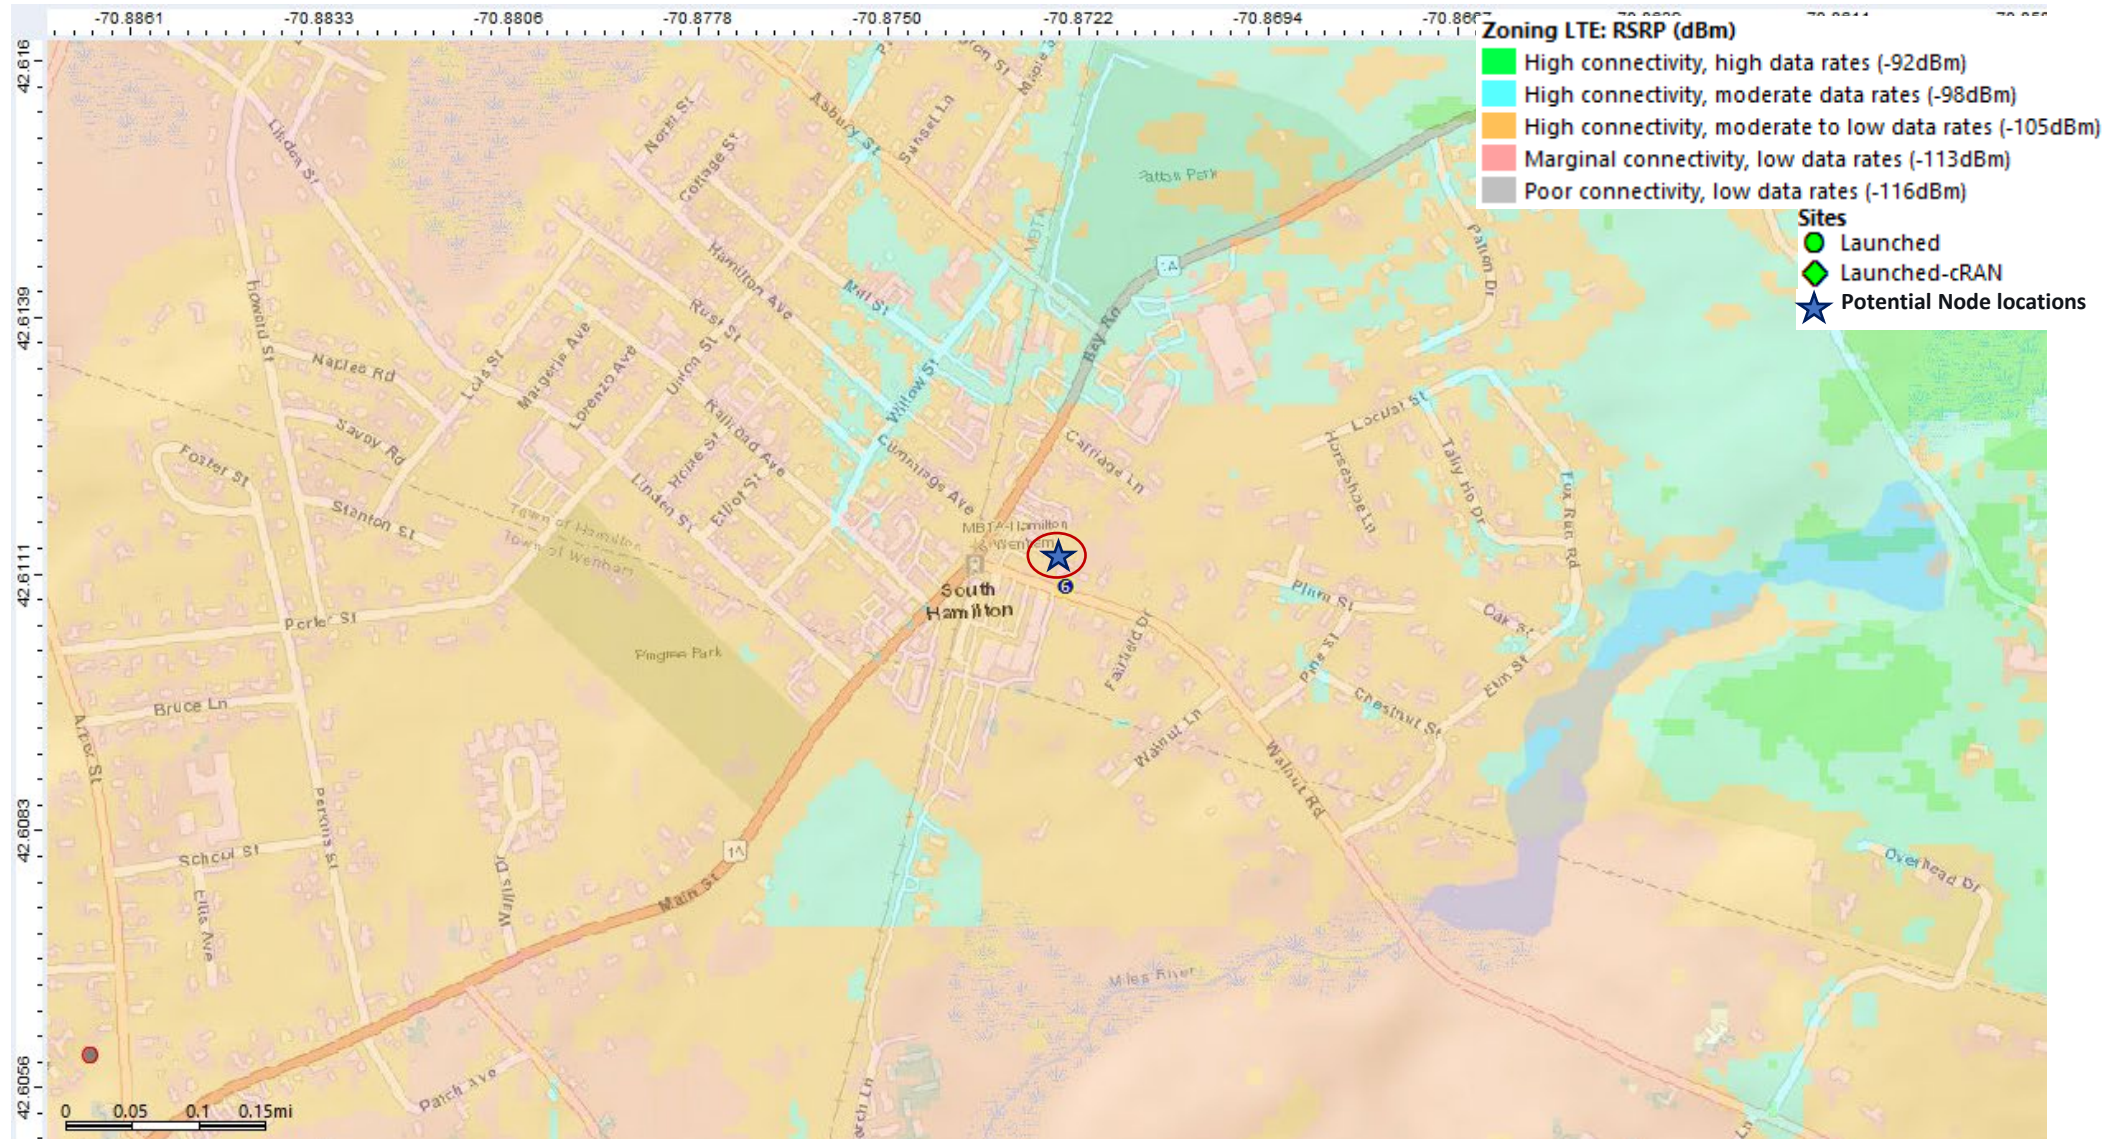 -70.8861
-70.8833
-70.8806
-70.8778
-70.8750
-70.8722
-70.8694
Zoning LTE: RSRP (dBm)
High connectivity, high data rates (-92dBm)
High connectivity, moderate data rates (-98dBm)
High connectivity, moderate to low data rates (-105dBm)
Marginal connectivity, low data rates (-113dBm)
Poor connectivity, low data rates (-116dBm)
Sites
Launched
Launched-cRAN
Potential Node locations
42.616
42.6139
42.6111
42.6083
42.6056
Linden St
North St
Cottage St
Asbury St
Sunset Ln
Maple S
Patton Park
MBTA
1A
Patton Dr
Howard St
Hamilton Ave
Mill St
Rust St
Bay Rd
Naples Rd
Lois St
Margerie Ave
Lorenzo Ave
Union St
Willow St
Railroad Ave
Savoy Rd
Foster St
Stanton St
Home St
Elliot St
Linden St
Cummings Ave
Carriage Ln
Locust St
Horseshoe Ln
Tally Ho Dr
Fox Run Rd
Town of Hamilton
Town of Wenham
MBTA-Hamilton
Wenham
6
South
Hamilton
Porter St
Pingree Park
Fairfield Dr
Plum St
Oak St
Pine St
Elm St
Chestnut St
Walnut Ln
Walnut Rd
Bruce Ln
Arbor St
Perkins St
School St
Ellis Ave
Wallis Dr
Main St
1A
Overhead Dr
Miles River
Patch Ave
arch Ln
Ln
0 0.05 0.1 0.15mi